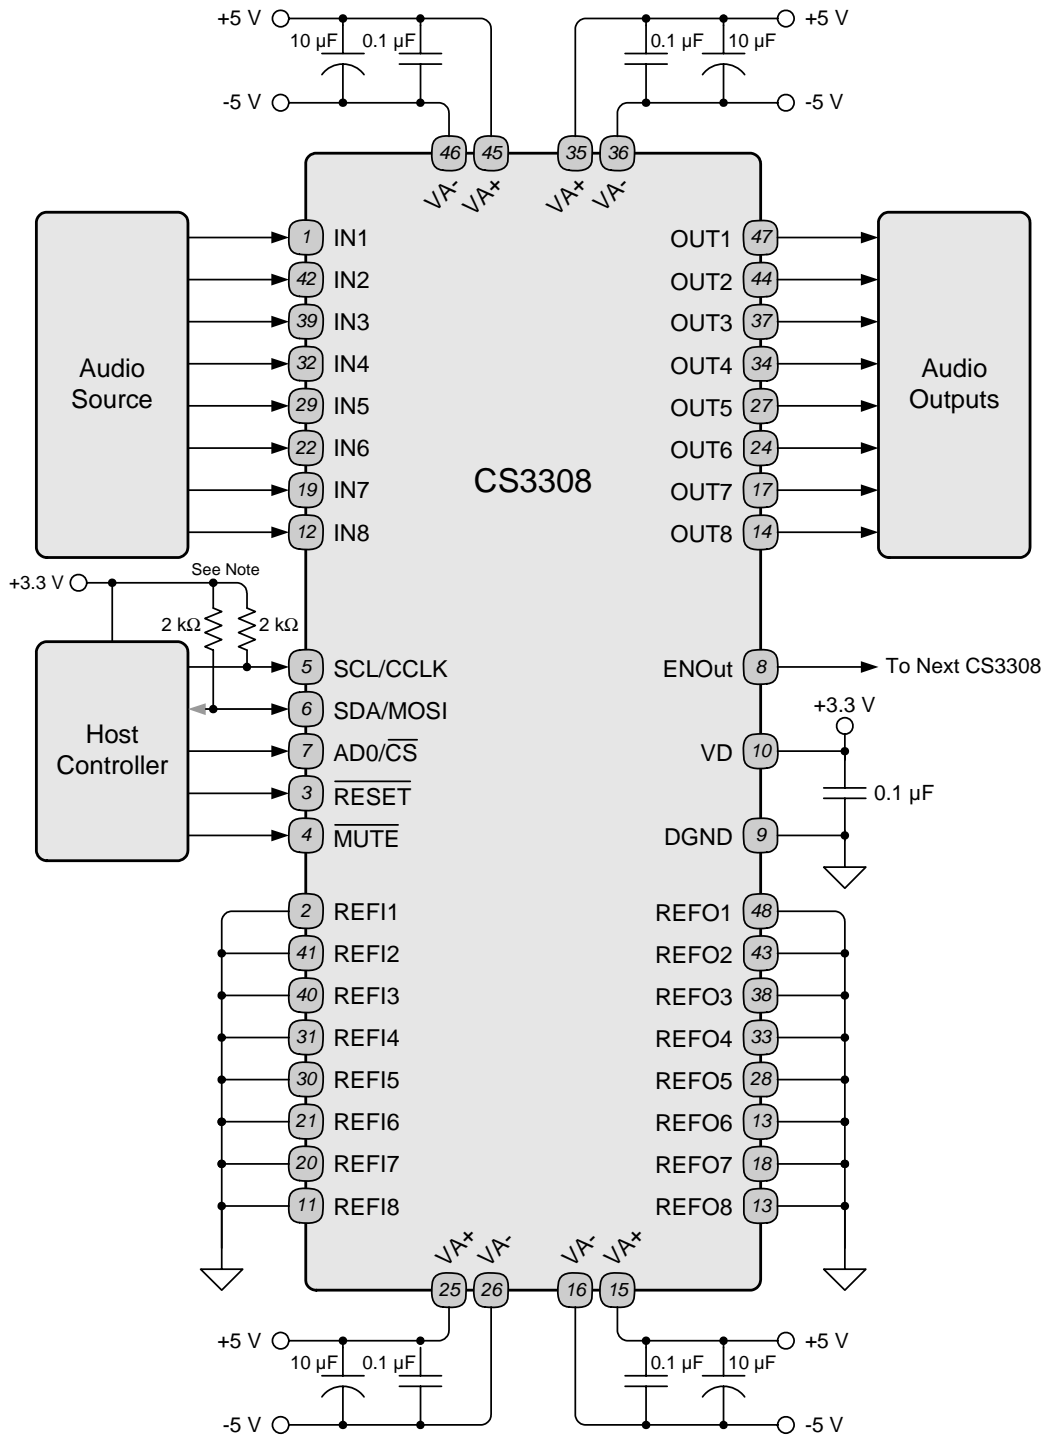 +5 V
10 µF
0.1 µF
-5 V
+5 V
0.1 µF
10 µF
-5 V
46
45
35
36
VA-
VA+
VA+
VA-
Audio
Source
1 IN1
42 IN2
39 IN3
32 IN4
29 IN5
22 IN6
19 IN7
12 IN8
CS3308
OUT1 47
OUT2 44
OUT3 37
OUT4 34
OUT5 27
OUT6 24
OUT7 17
OUT8 14
Audio
Outputs
+3.3 V
See Note
2 kΩ
2 kΩ
Host
Controller
5 SCL/CCLK
6 SDA/MOSI
7 AD0/C̅S̅
3 R̅E̅S̅E̅T̅
4 M̅U̅T̅E̅
ENOut 8
To Next CS3308
+3.3 V
VD 10
0.1 µF
DGND 9
2 REFI1
41 REFI2
40 REFI3
31 REFI4
30 REFI5
21 REFI6
20 REFI7
11 REFI8
REFO1 48
REFO2 43
REFO3 38
REFO4 33
REFO5 28
REFO6 13
REFO7 18
REFO8 13
VA+
VA-
VA-
VA+
25
26
16
15
+5 V
10 µF
0.1 µF
-5 V
+5 V
0.1 µF
10 µF
-5 V